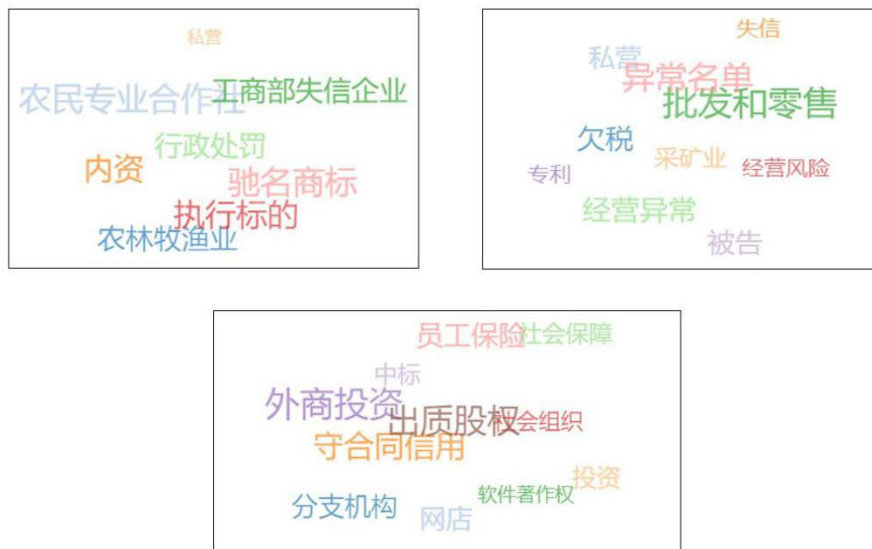 私营
农民专业合作社
工商部失信企业
行政处罚
内资
驰名商标
执行标的
农林牧渔业
失信
私营
异常名单
批发和零售
欠税
采矿业
专利
经营风险
经营异常
被告
员工保险
社会保障
中标
外商投资
出质股权
社会组织
守合同信用
投资
分支机构
软件著作权
网店